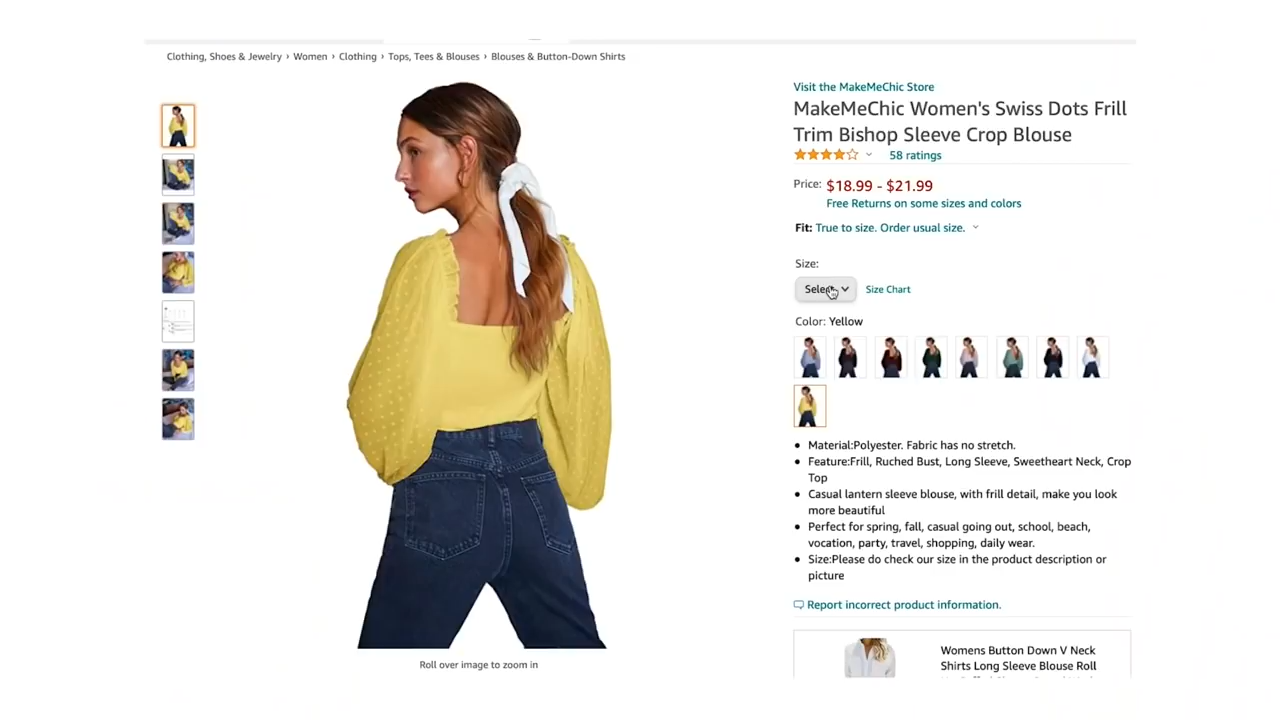 Clothing, Shoes & Jewelry › Women › Clothing › Tops, Tees & Blouses › Blouses & Button-Down Shirts
Visit the MakeMeChic Store
MakeMeChic Women's Swiss Dots Frill
Trim Bishop Sleeve Crop Blouse
58 ratings
Price: $18.99 - $21.99
Free Returns on some sizes and colors
Fit: True to size. Order usual size.
Size:
Select
Size Chart
Color: Yellow
• Material:Polyester. Fabric has no stretch.
• Feature:Frill, Ruched Bust, Long Sleeve, Sweetheart Neck, Crop
Top
• Casual lantern sleeve blouse, with frill detail, make you look
more beautiful
• Perfect for spring, fall, casual going out, school, beach,
vocation, party, travel, shopping, daily wear.
• Size:Please do check our size in the product description or
picture
Report incorrect product information.
Womens Button Down V Neck
Shirts Long Sleeve Blouse Roll
Roll over image to zoom in